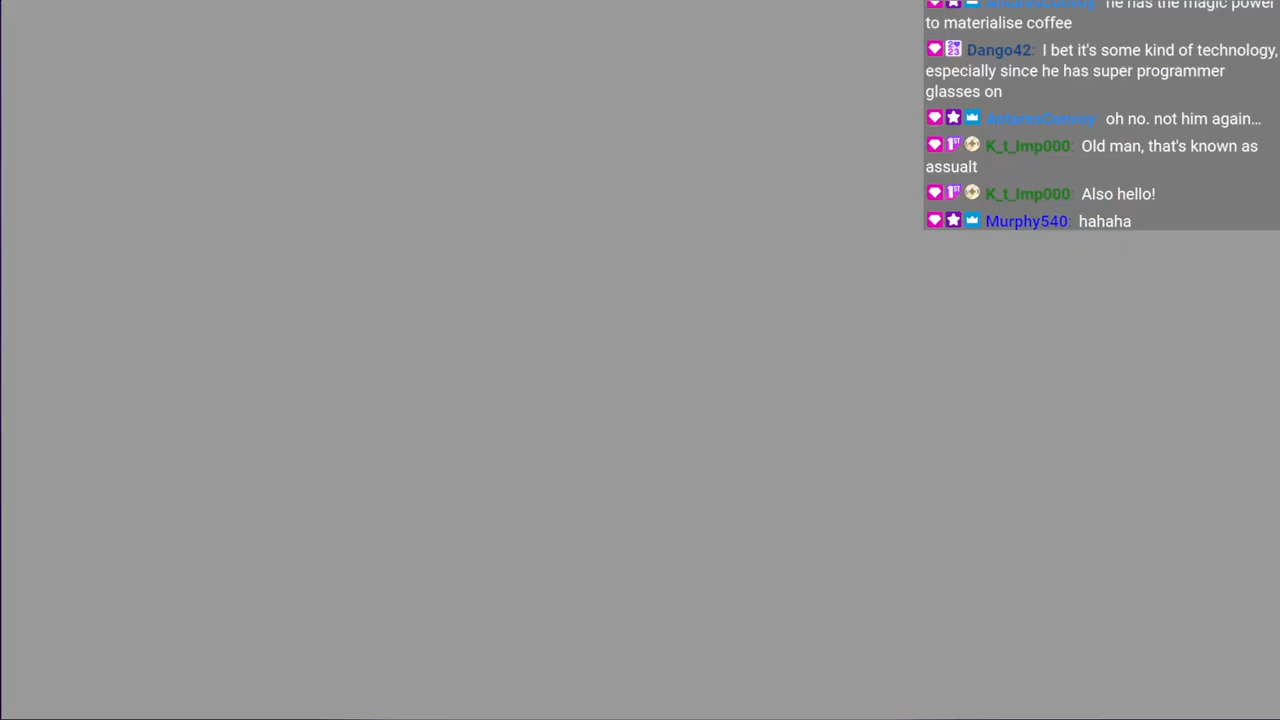 AntaresConvoy he has the magic power
to materialise coffee
Dango42: I bet it's some kind of technology,
especially since he has super programmer
glasses on
AntaresConvoy oh no. not him again...
K_t_Imp000: Old man, that's known as
assualt
K_t_Imp000: Also hello!
Murphy540: hahaha